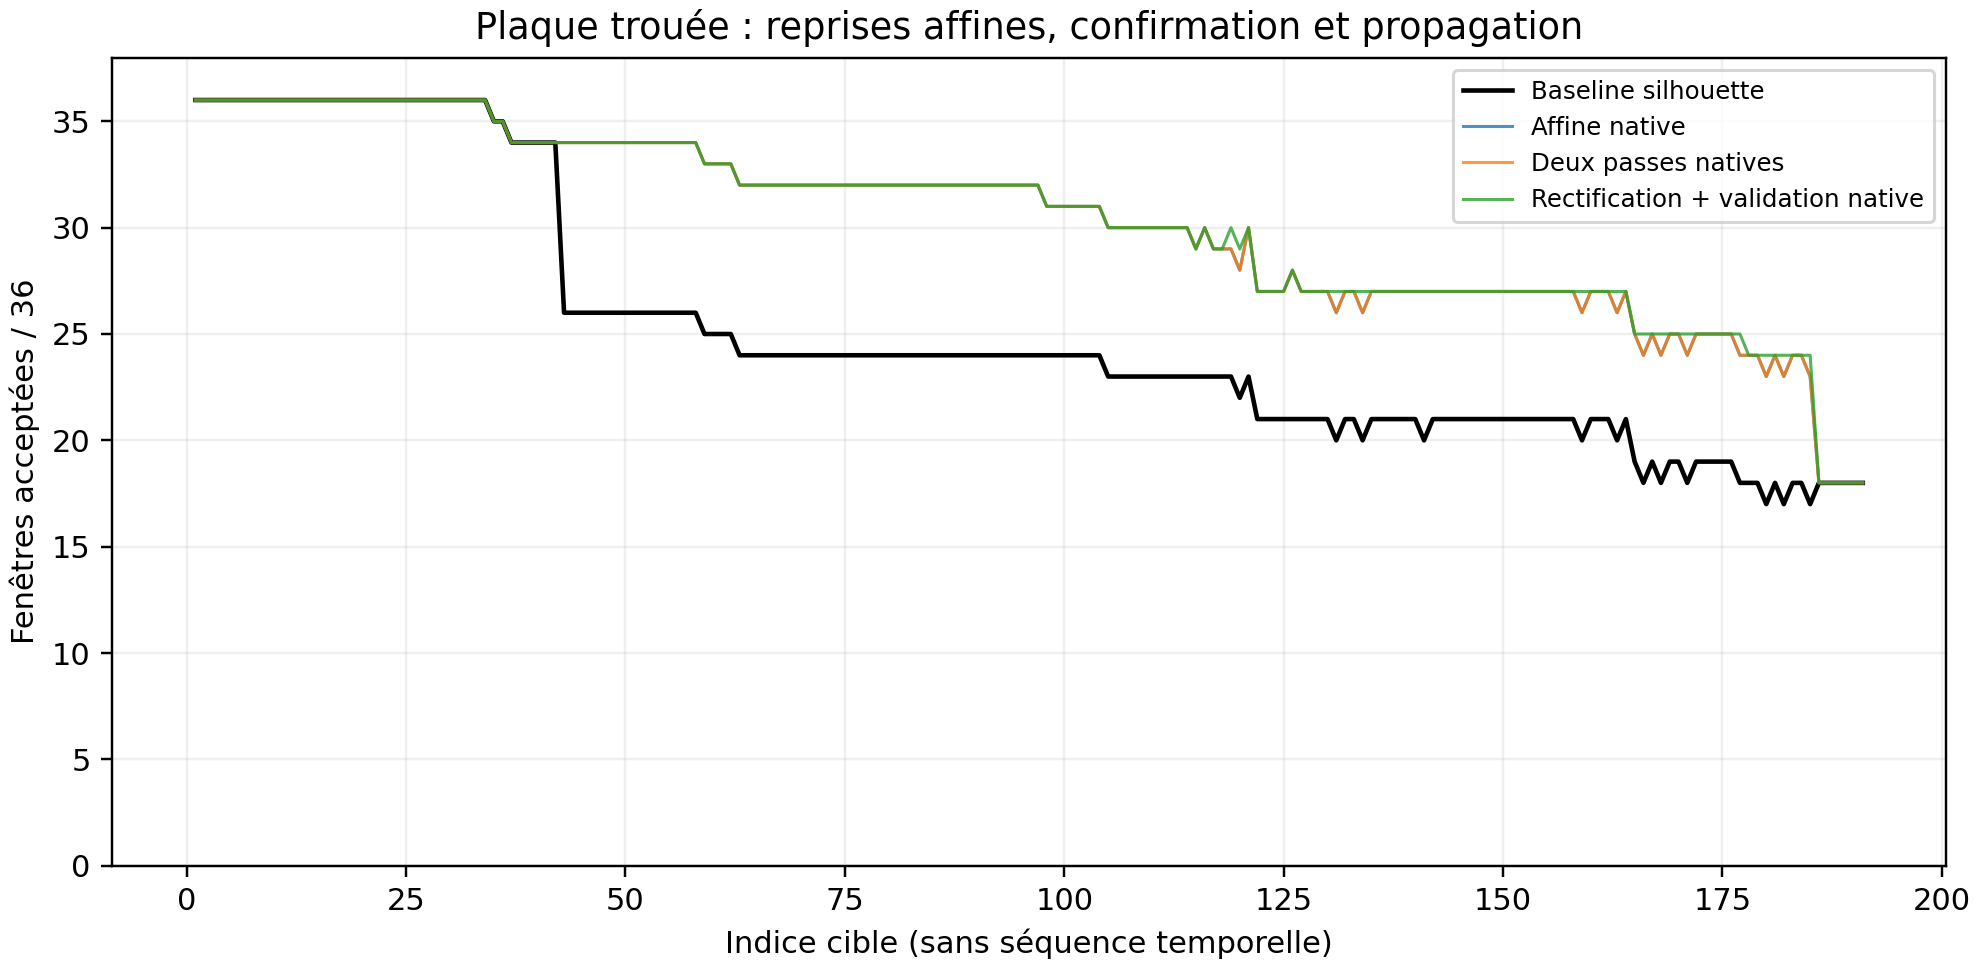 Plaque trouée : reprises affines, confirmation et propagation
Baseline silhouette
Affine native
Deux passes natives
Rectification + validation native
Fenêtres acceptées / 36
35
30
25
20
15
10
5
0
0 25 50 75 100 125 150 175 200
Indice cible (sans séquence temporelle)